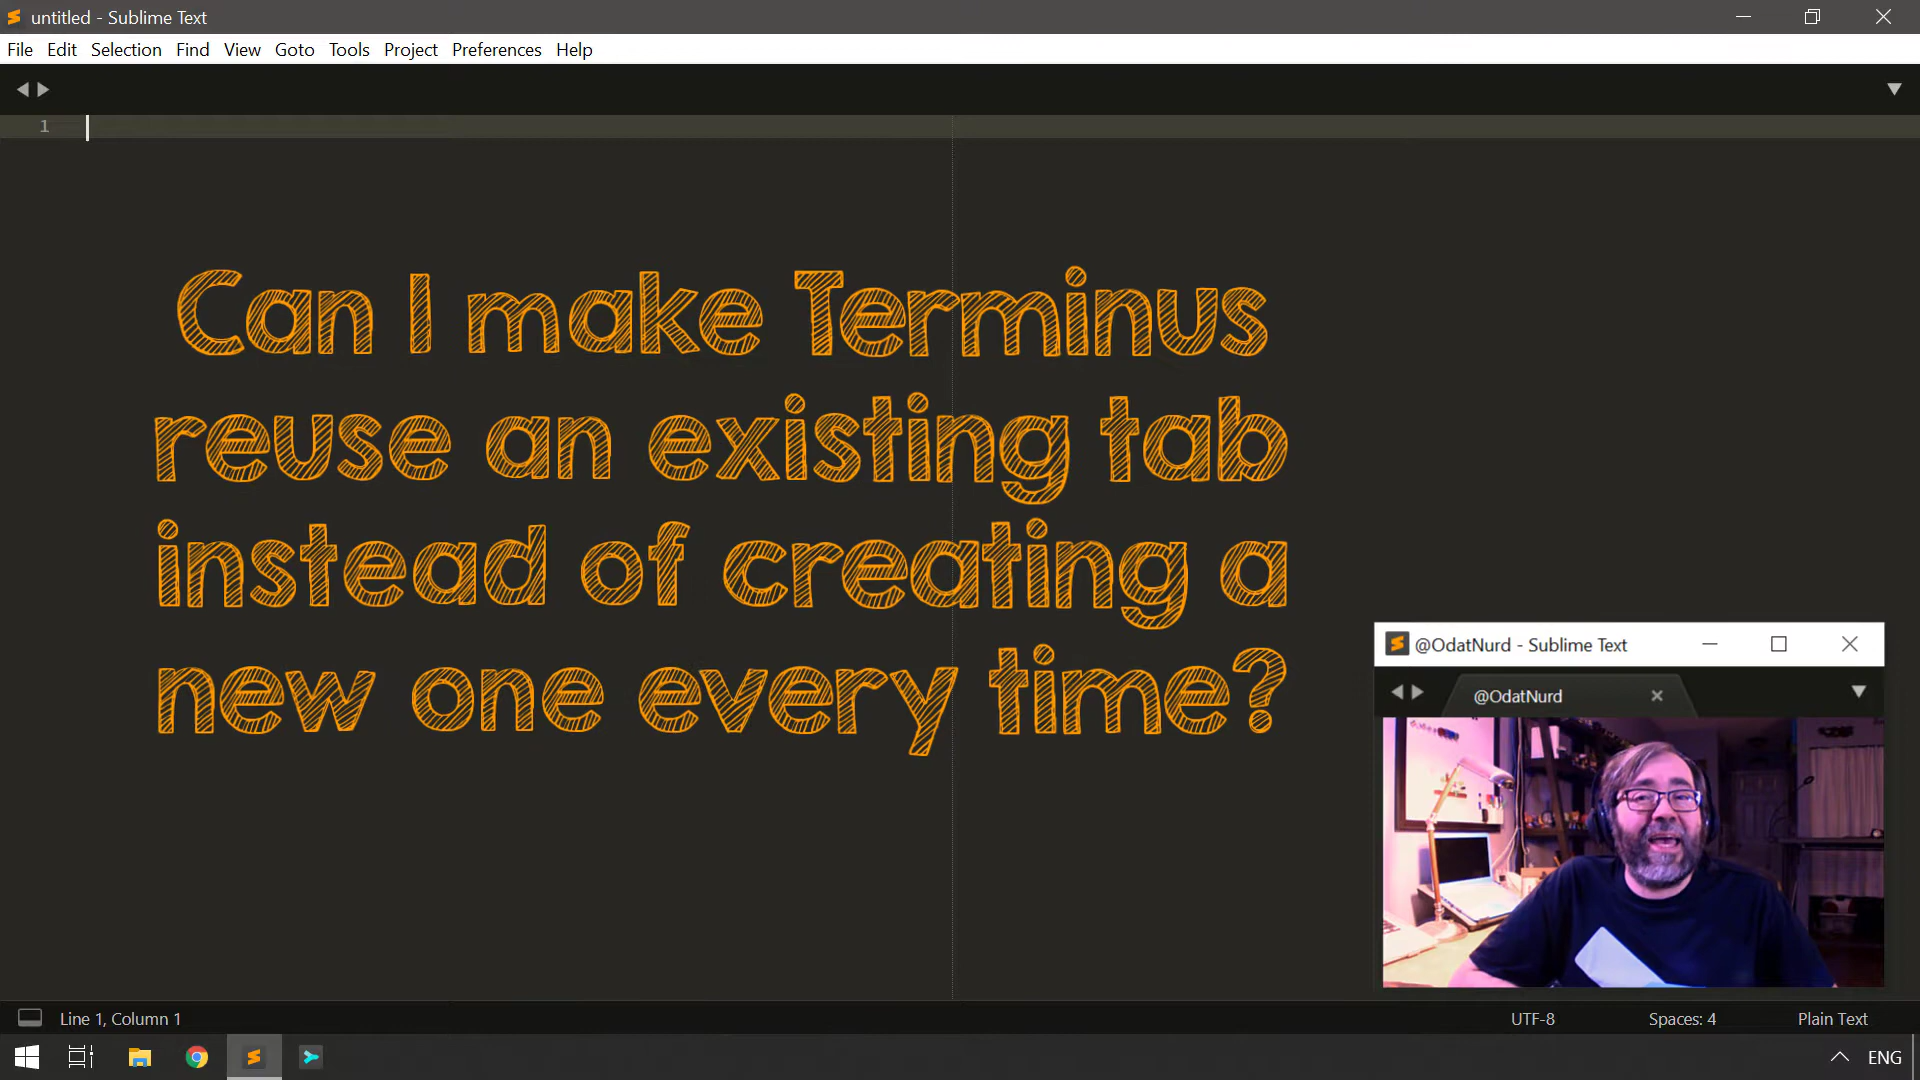 untitled - Sublime Text
File Edit Selection Find View Goto Tools Project Preferences Help
1
Can I make Terminus
reuse an existing tab
instead of creating a
new one every time?
@OdatNurd - Sublime Text
@OdatNurd
Line 1, Column 1
UTF-8
Spaces: 4
Plain Text
ENG